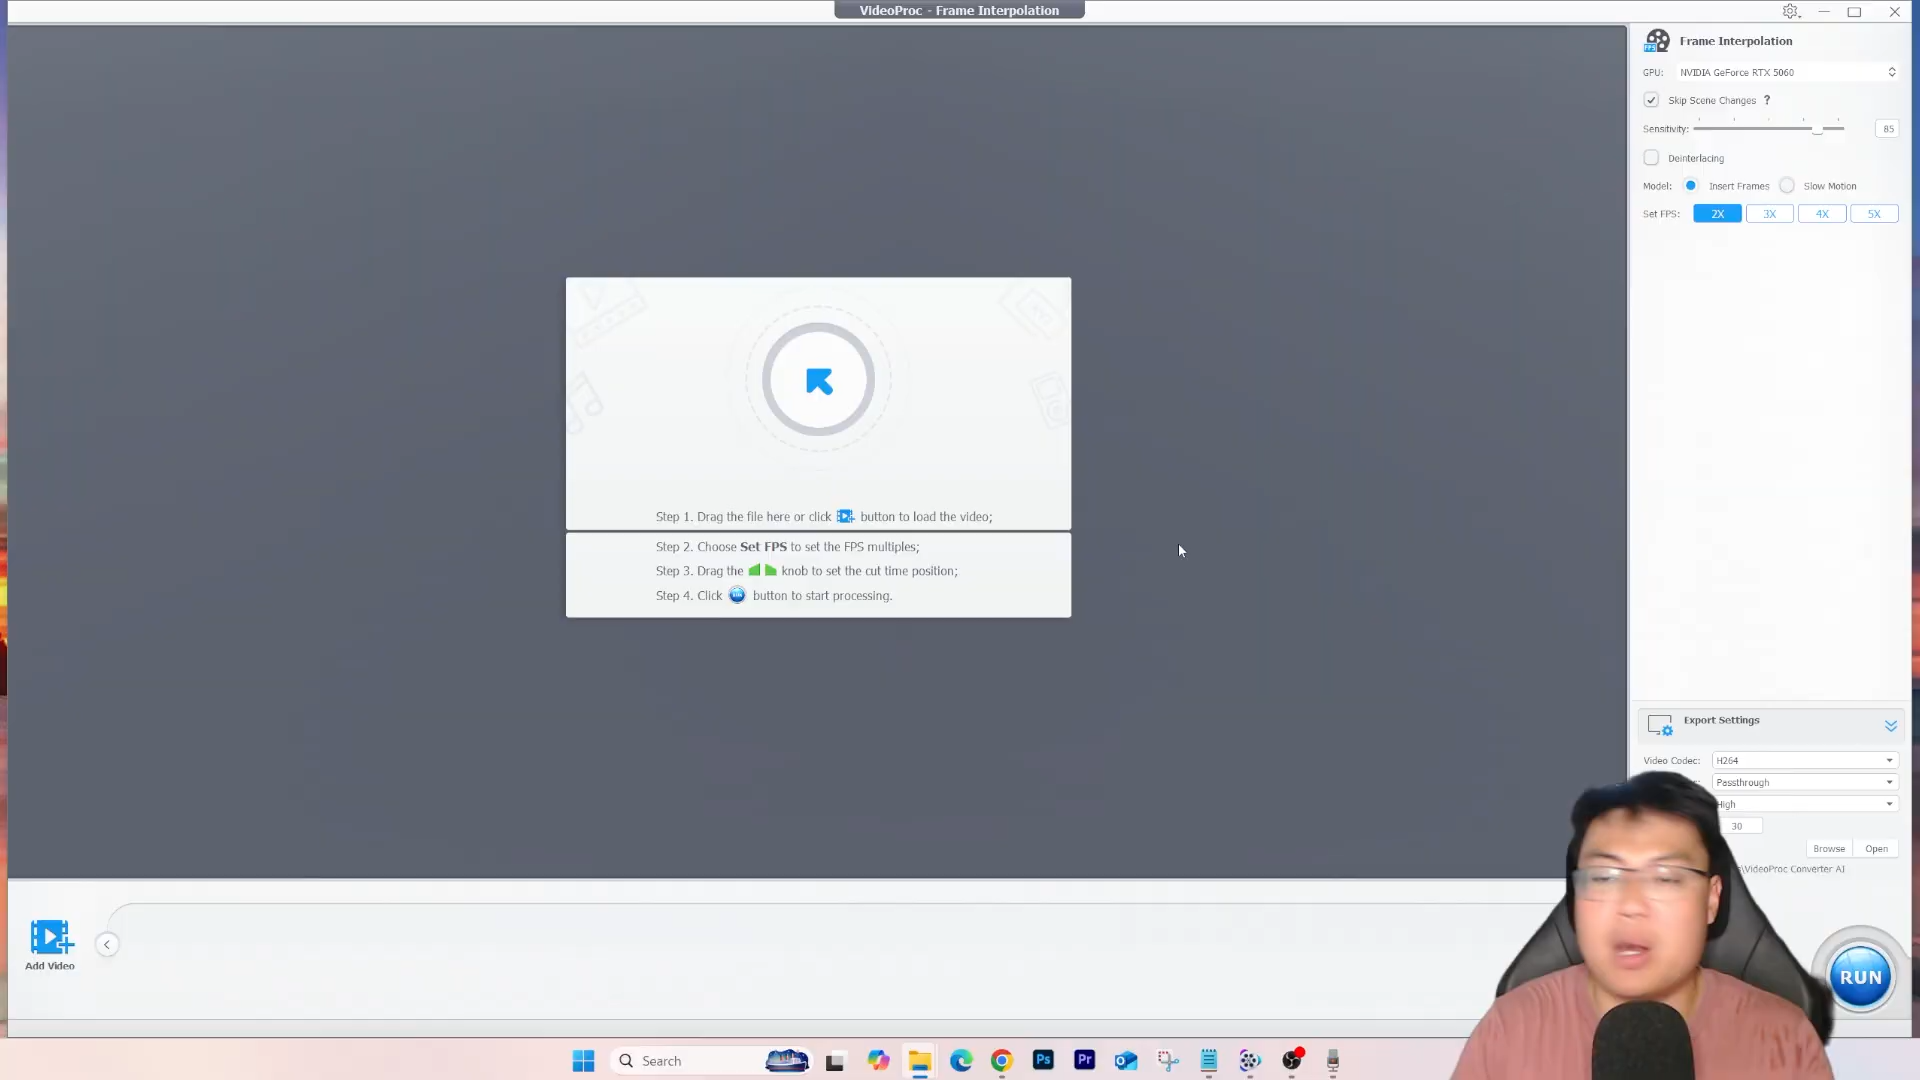 VideoProc - Frame Interpolation
Frame Interpolation
FPS
GPU: NVIDIA GeForce RTX 5060
Skip Scene Changes ?
Sensitivity: 85
Deinterlacing
Model: Insert Frames Slow Motion
Set FPS: 2X 3X 4X 5X
Step 1. Drag the file here or click button to load the video;
Step 2. Choose Set FPS to set the FPS multiples;
Step 3. Drag the knob to set the cut time position;
Step 4. Click RUN button to start processing.
Export Settings
Video Codec: H264
Passthrough
High
30
Browse Open
\VideoProc Converter AI
Add Video
RUN
Search
Ps
Pr